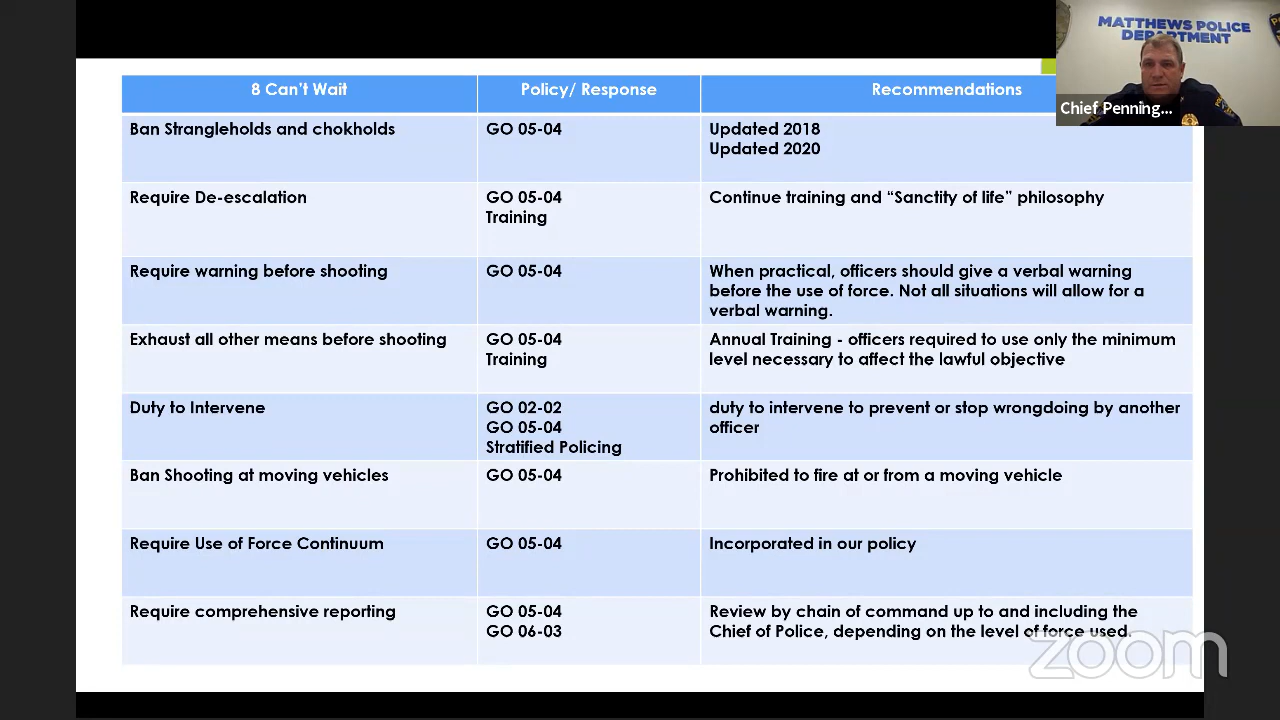 MATTHEWS POLICE
DEPARTMENT
Chief Penning...
8 Can't Wait
Policy/ Response
Recommendations
Ban Strangleholds and chokholds
GO 05-04
Updated 2018
Updated 2020
Require De-escalation
GO 05-04
Training
Continue training and “Sanctity of life” philosophy
Require warning before shooting
GO 05-04
When practical, officers should give a verbal warning
before the use of force. Not all situations will allow for a
verbal warning.
Exhaust all other means before shooting
GO 05-04
Training
Annual Training - officers required to use only the minimum
level necessary to affect the lawful objective
Duty to Intervene
GO 02-02
GO 05-04
Stratified Policing
duty to intervene to prevent or stop wrongdoing by another
officer
Ban Shooting at moving vehicles
GO 05-04
Prohibited to fire at or from a moving vehicle
Require Use of Force Continuum
GO 05-04
Incorporated in our policy
Require comprehensive reporting
GO 05-04
GO 06-03
Review by chain of command up to and including the
Chief of Police, depending on the level of force used.
zoom